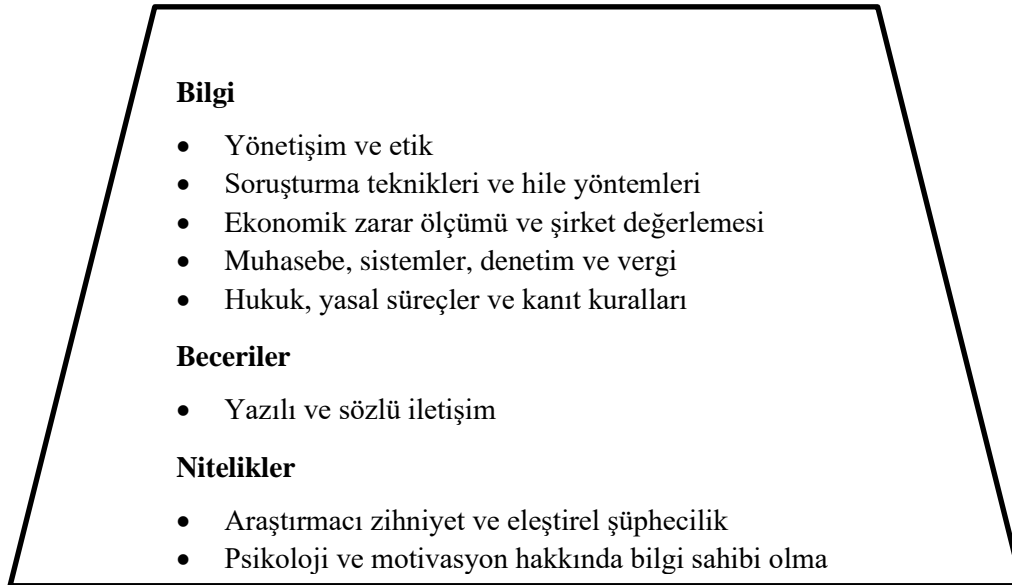 Bilgi
• Yönetişim ve etik
• Soruşturma teknikleri ve hile yöntemleri
• Ekonomik zarar ölçümü ve şirket değerlemesi
• Muhasebe, sistemler, denetim ve vergi
• Hukuk, yasal süreçler ve kanıt kuralları
Beceriler
• Yazılı ve sözlü iletişim
Nitelikler
• Araştırmacı zihniyet ve eleştirel şüphecilik
• Psikoloji ve motivasyon hakkında bilgi sahibi olma